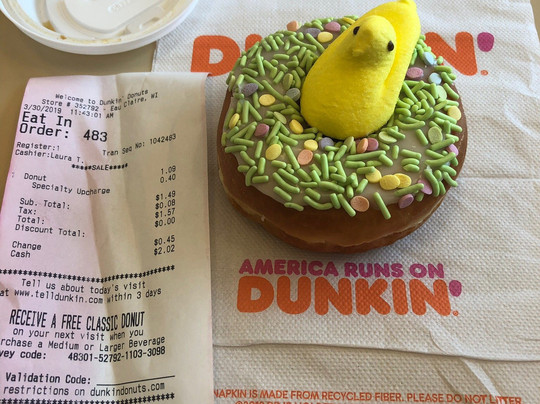 DUNKIN'
Welcome to Dunkin' Donuts
Store # 352792 - Eau Claire, WI
3/30/2019 11:43:01 AM
Eat In
Order: 483
Register:1 Tran Seq No: 1042483
Cashier:Laura T.
*****SALE*****
Donut 1.09
Specialty Upcharge 0.40
Sub. Total: $1.49
Tax: $0.08
Total: $1.57
Discount Total: $0.00
Change $0.45
Cash $2.02
Tell us about today's visit
at www.telldunkin.com within 3 days
RECEIVE A FREE CLASSIC DONUT
on your next visit when you
purchase a Medium or Larger Beverage
vey code: 48301-52792-1103-3098
Validation Code:
restrictions on dunkindonuts.com
AMERICA RUNS ON
DUNKIN'
NAPKIN IS MADE FROM RECYCLED FIBER. PLEASE DO NOT LITTER